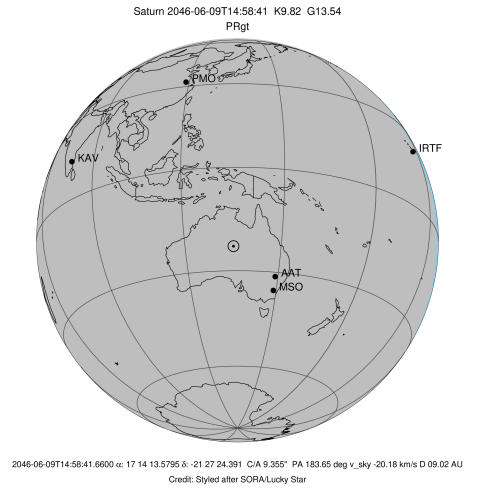 Saturn 2046-06-09T14:58:41 K9.82 G13.54
PRgt
PMO
KAV
IRTF
AAT
MSO
2046-06-09T14:58:41.6600 α: 17 14 13.5795 δ: -21 27 24.391 C/A 9.355" PA 183.65 deg v_sky -20.18 km/s D 09.02 AU
Credit: Styled after SORA/Lucky Star